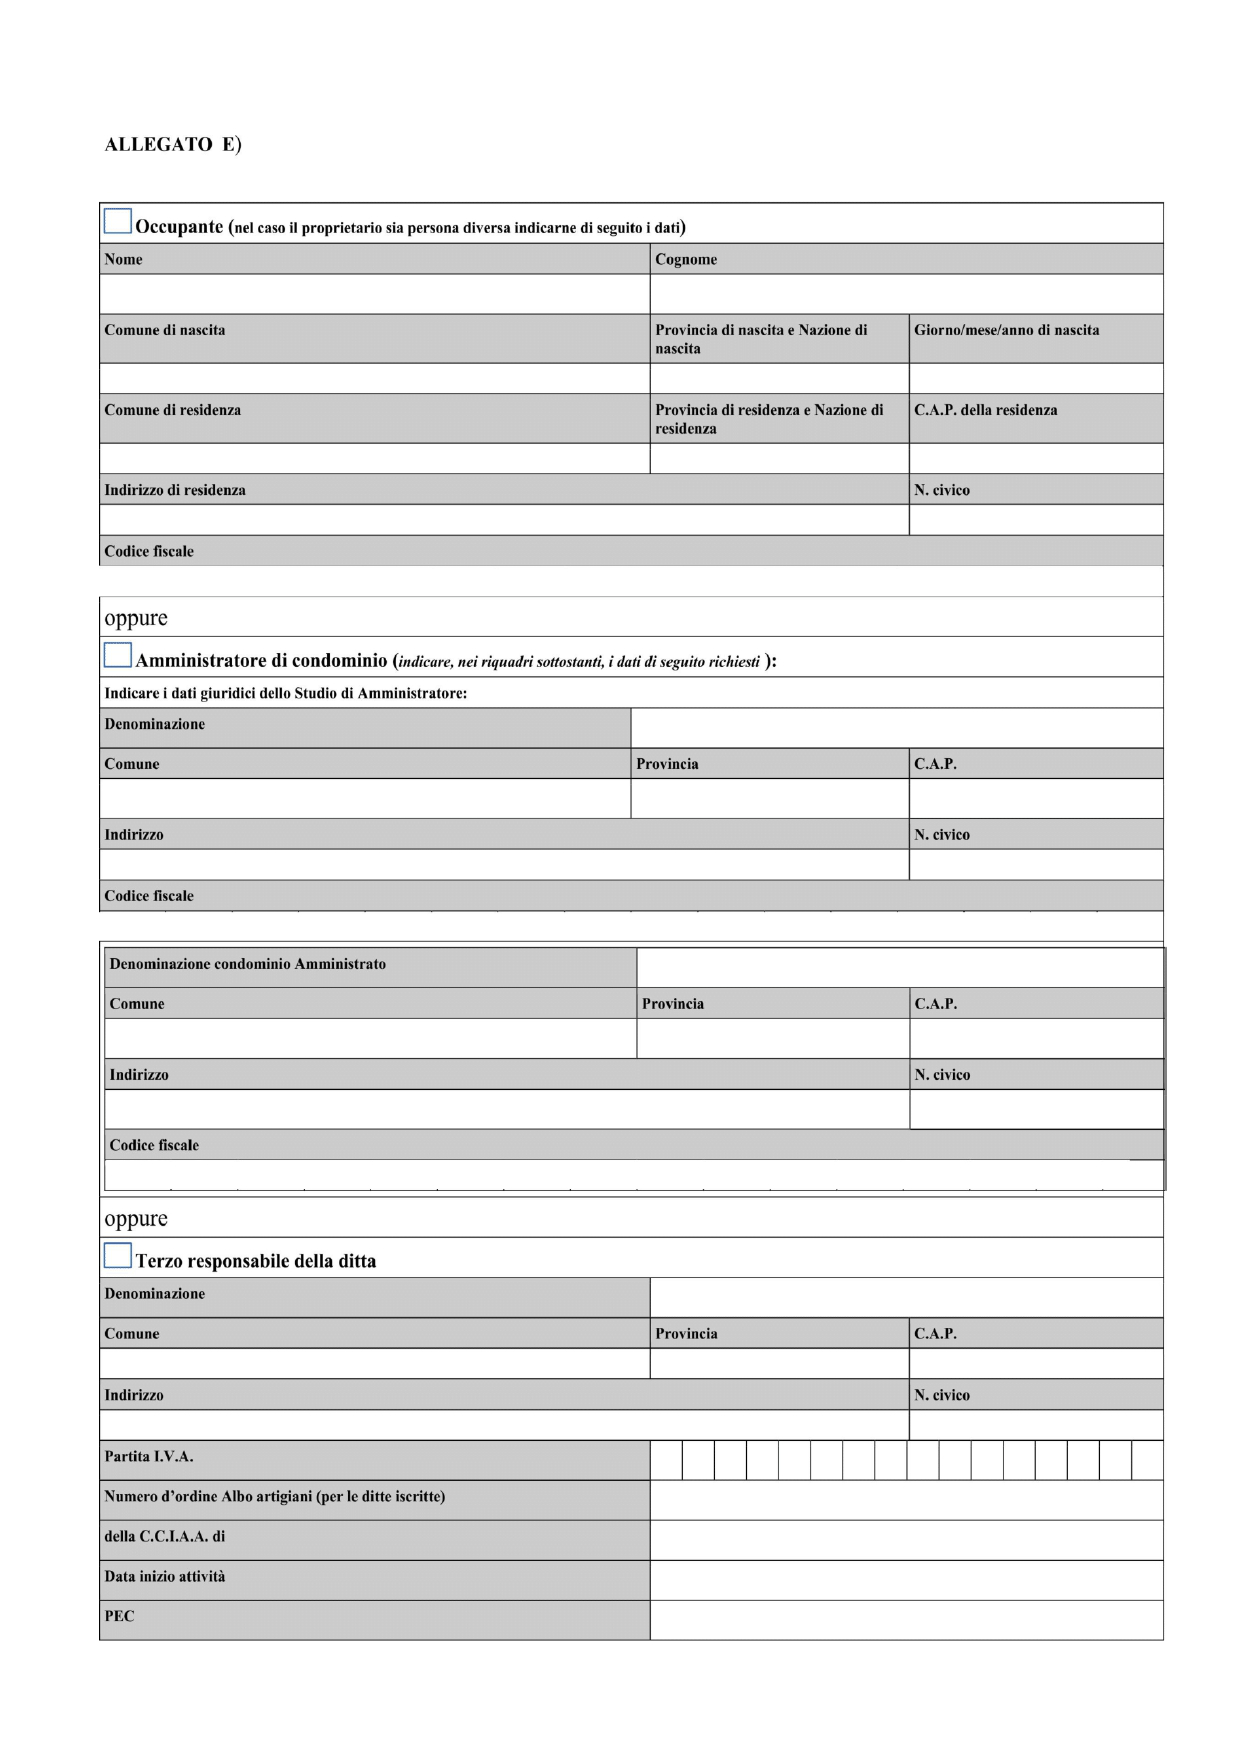 ALLEGATO E)
Occupante (nel caso il proprietario sia persona diversa indicarne di seguito i dati)
Nome Cognome
Comune di nascita Provincia di nascita e Nazione di nascita Giorno/mese/anno di nascita
Comune di residenza Provincia di residenza e Nazione di residenza C.A.P. della residenza
Indirizzo di residenza N. civico
Codice fiscale
oppure
Amministratore di condominio (indicare, nei riquadri sottostanti, i dati di seguito richiesti ):
Indicare i dati giuridici dello Studio di Amministratore:
Denominazione
Comune Provincia C.A.P.
Indirizzo N. civico
Codice fiscale
Denominazione condominio Amministrato
Comune Provincia C.A.P.
Indirizzo N. civico
Codice fiscale
oppure
Terzo responsabile della ditta
Denominazione
Comune Provincia C.A.P.
Indirizzo N. civico
Partita I.V.A.
Numero d’ordine Albo artigiani (per le ditte iscritte)
della C.C.I.A.A. di
Data inizio attività
PEC